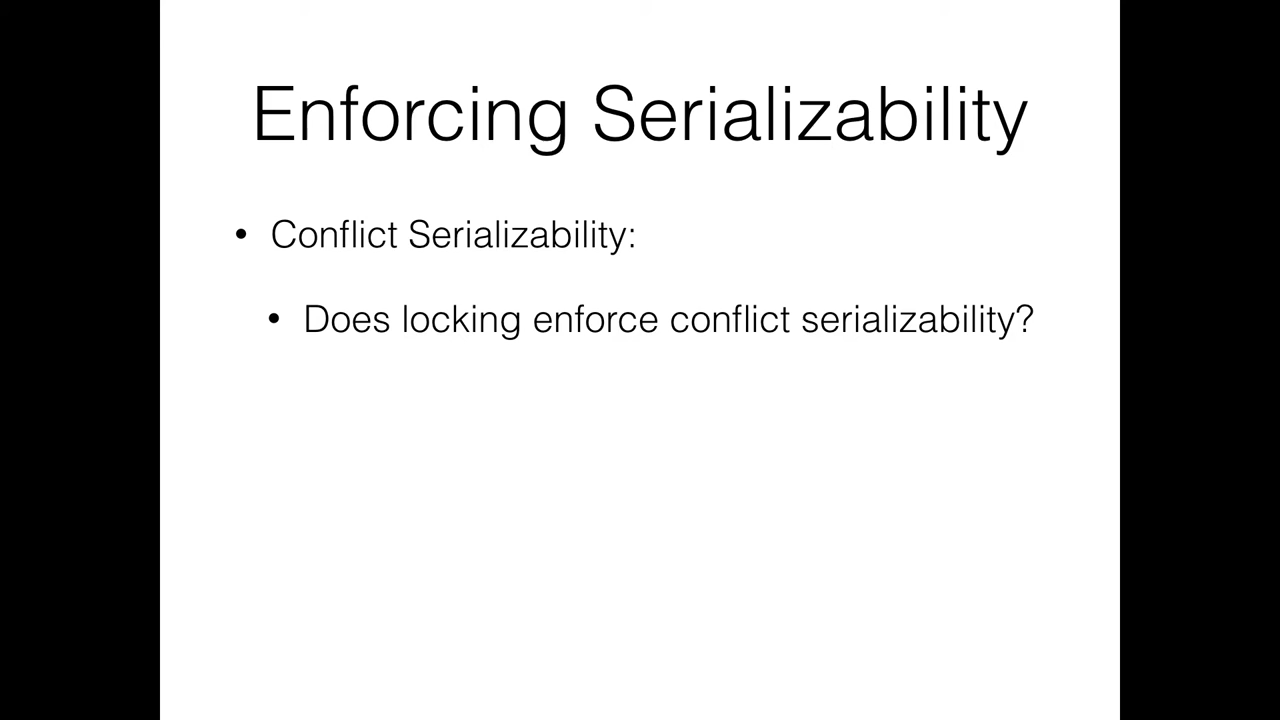 Enforcing Serializability
• Conflict Serializability:
• Does locking enforce conflict serializability?